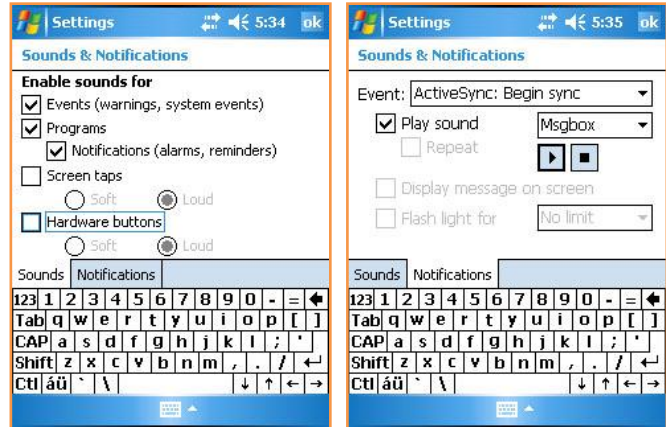 Settings 5:34 ok
Sounds & Notifications
Enable sounds for
Events (warnings, system events)
Programs
Notifications (alarms, reminders)
Screen taps
Soft Loud
Hardware buttons
Soft Loud
Sounds Notifications
123 1 2 3 4 5 6 7 8 9 0 - =
Tab q w e r t y u i o p [ ]
CAP a s d f g h j k l ; '
Shift z x c v b n m , . /
Ctl áü ` \
Settings 5:35 ok
Sounds & Notifications
Event: ActiveSync: Begin sync
Play sound Msgbox
Repeat
Display message on screen
Flash light for No limit
Sounds Notifications
123 1 2 3 4 5 6 7 8 9 0 - =
Tab q w e r t y u i o p [ ]
CAP a s d f g h j k l ; '
Shift z x c v b n m , . /
Ctl áü ` \